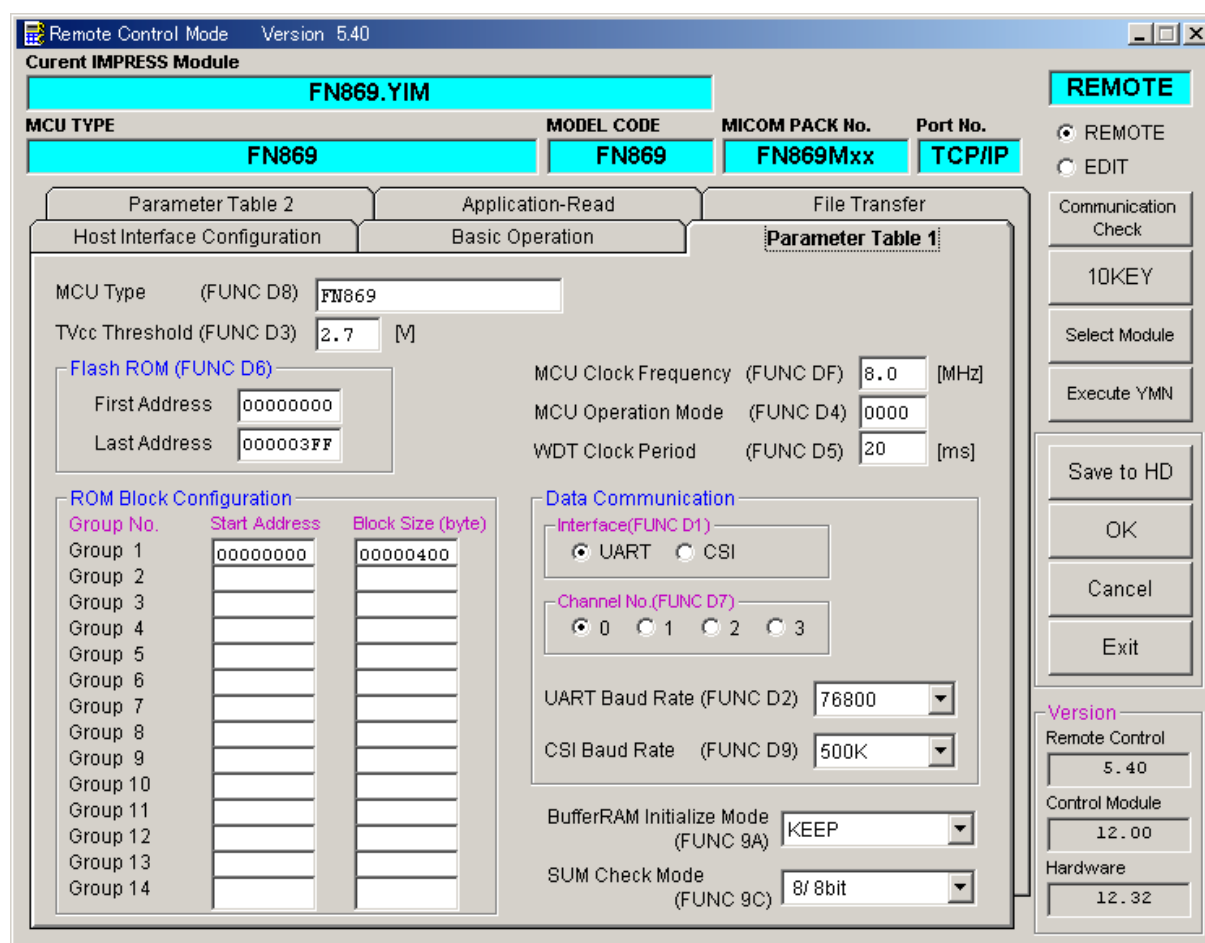 Remote Control Mode Version 5.40
Curent IMPRESS Module
FN869.YIM
MCU TYPE MODEL CODE MICOM PACK No. Port No.
FN869 FN869 FN869Mxx TCP/IP
REMOTE
REMOTE
EDIT
Parameter Table 2 Application-Read File Transfer
Host Interface Configuration Basic Operation Parameter Table 1
MCU Type (FUNC D8) FN869
TVcc Threshold (FUNC D3) 2.7 [V]
Flash ROM (FUNC D6)
First Address 00000000
Last Address 000003FF
MCU Clock Frequency (FUNC DF) 8.0 [MHz]
MCU Operation Mode (FUNC D4) 0000
WDT Clock Period (FUNC D5) 20 [ms]
ROM Block Configuration
Group No. Start Address Block Size (byte)
Group 1 00000000 00000400
Group 2
Group 3
Group 4
Group 5
Group 6
Group 7
Group 8
Group 9
Group 10
Group 11
Group 12
Group 13
Group 14
Data Communication
Interface(FUNC D1)
UART CSI
Channel No.(FUNC D7)
0 1 2 3
UART Baud Rate (FUNC D2) 76800
CSI Baud Rate (FUNC D9) 500K
BufferRAM Initialize Mode
(FUNC 9A) KEEP
SUM Check Mode
(FUNC 9C) 8/ 8bit
Communication
Check
10KEY
Select Module
Execute YMN
Save to HD
OK
Cancel
Exit
Version
Remote Control
5.40
Control Module
12.00
Hardware
12.32